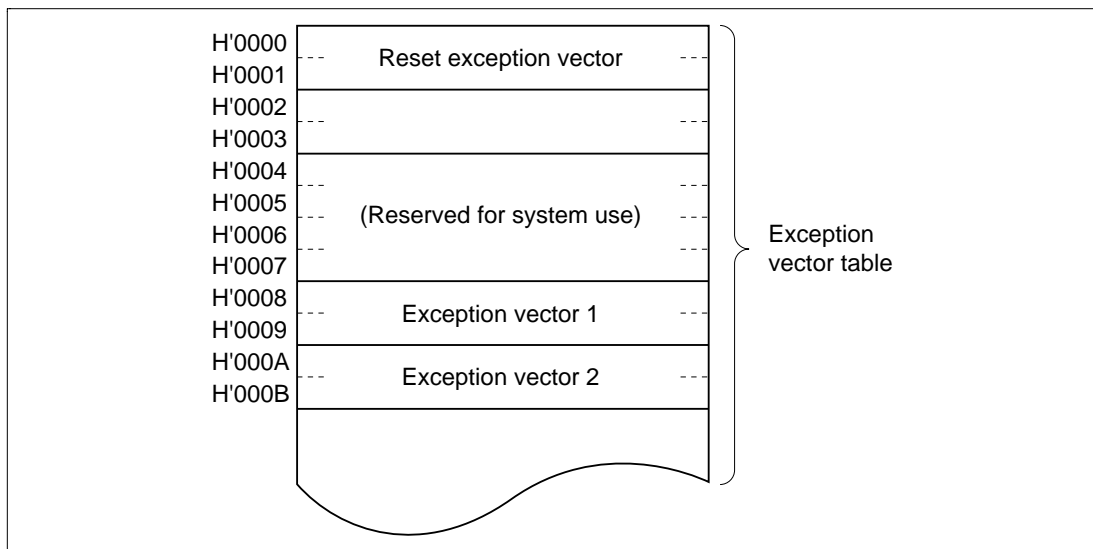 H'0000
H'0001
Reset exception vector
H'0002
H'0003
H'0004
H'0005
(Reserved for system use)
H'0006
H'0007
H'0008
H'0009
Exception vector 1
H'000A
H'000B
Exception vector 2
Exception
vector table